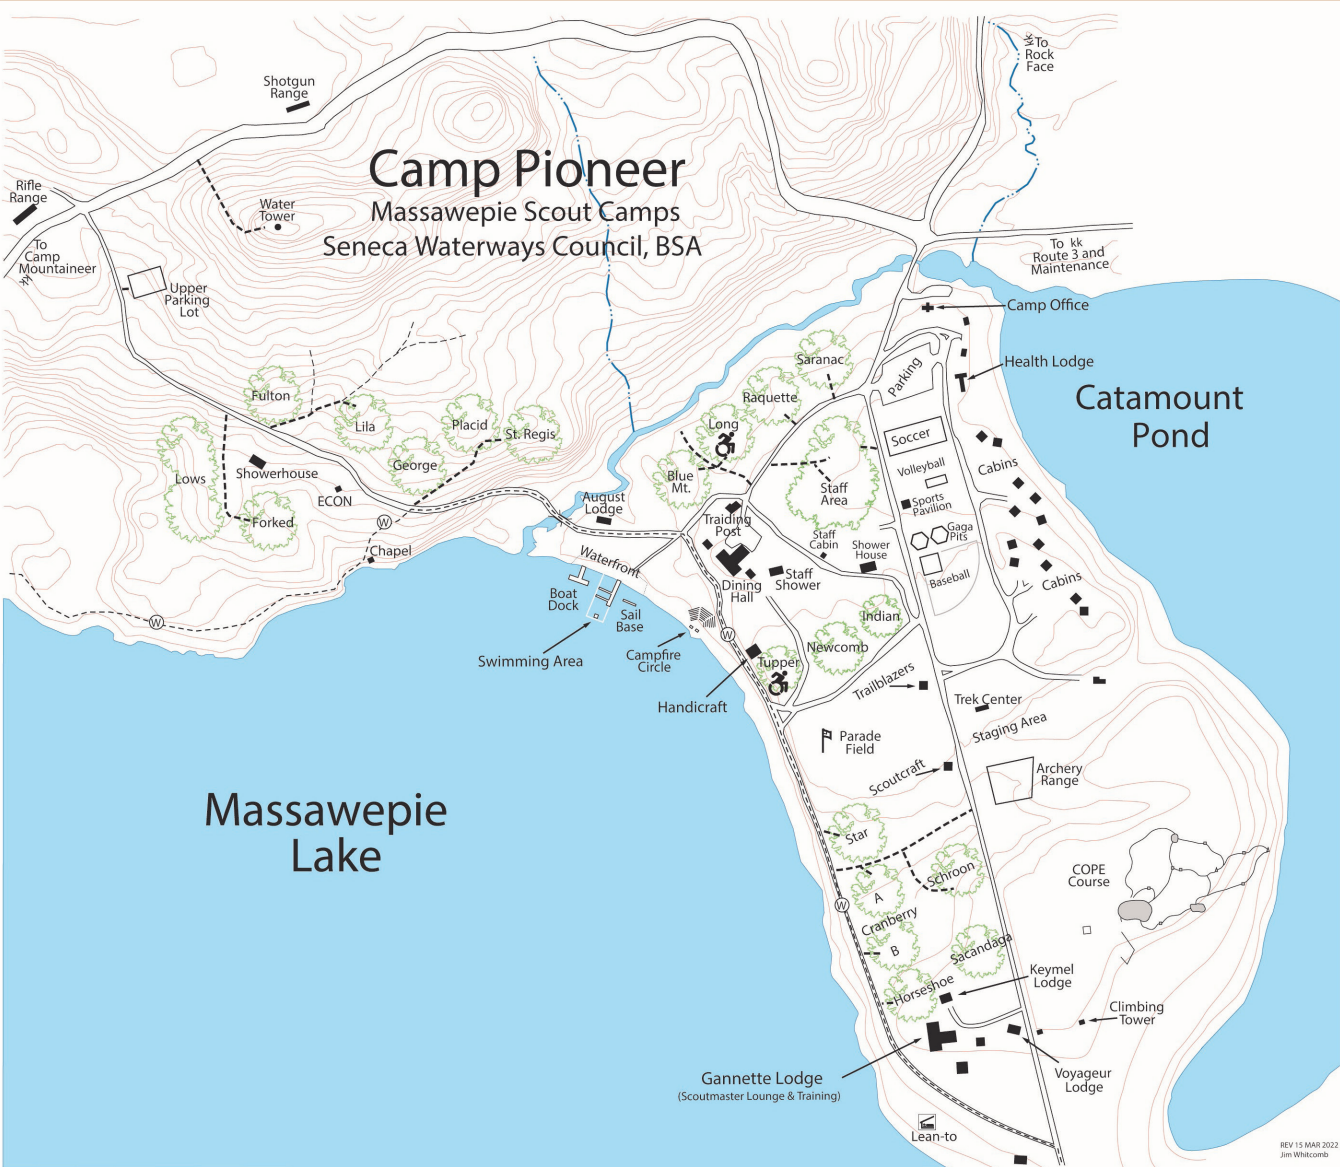 Camp Pioneer
Massawepie Scout Camps
Seneca Waterways Council, BSA
Shotgun
Range
Rifle
Range
Water
Tower
To
Camp
Mountaineer
Upper
Parking
Lot
To
Rock
Face
To
Route 3 and
Maintenance
Camp Office
Health Lodge
Catamount
Pond
Saranac
Parking
Raquette
Long
Blue
Mt.
Soccer
Volleyball
Cabins
Staff
Area
Sports
Pavilion
Gaga
Pits
Fulton
Lila
Placid
St. Regis
George
Lows
Showerhouse
ECON
Forked
W
Chapel
W
August
Lodge
Traiding
Post
Staff
Cabin
Shower
House
Baseball
Cabins
Waterfront
Boat
Dock
Sail
Base
Dining
Hall
Staff
Shower
Swimming Area
Campfire
Circle
W
Indian
Newcomb
Tupper
Handicraft
Trailblazers
Trek Center
Staging Area
Parade
Field
Scoutcraft
Archery
Range
Massawepie
Lake
Star
Schroon
COPE
Course
A
Cranberry
B
W
Sacandaga
Horseshoe
Keymel
Lodge
Climbing
Tower
Gannette Lodge
(Scoutmaster Lounge & Training)
Voyageur
Lodge
Lean-to
REV 15 MAR 2022
Jim Whitcomb